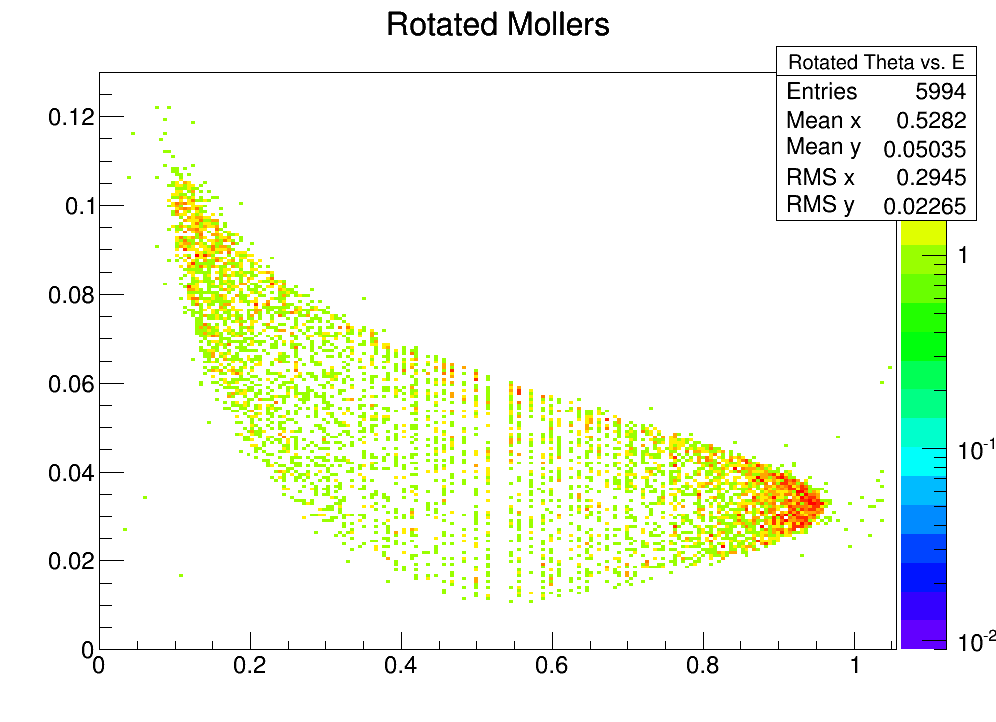 Rotated Mollers
Rotated Theta vs. E
Entries 5994
Mean x 0.5282
Mean y 0.05035
RMS x 0.2945
RMS y 0.02265
0.12
0.1
0.08
0.06
0.04
0.02
0
0 0.2 0.4 0.6 0.8 1
1
10-1
10-2